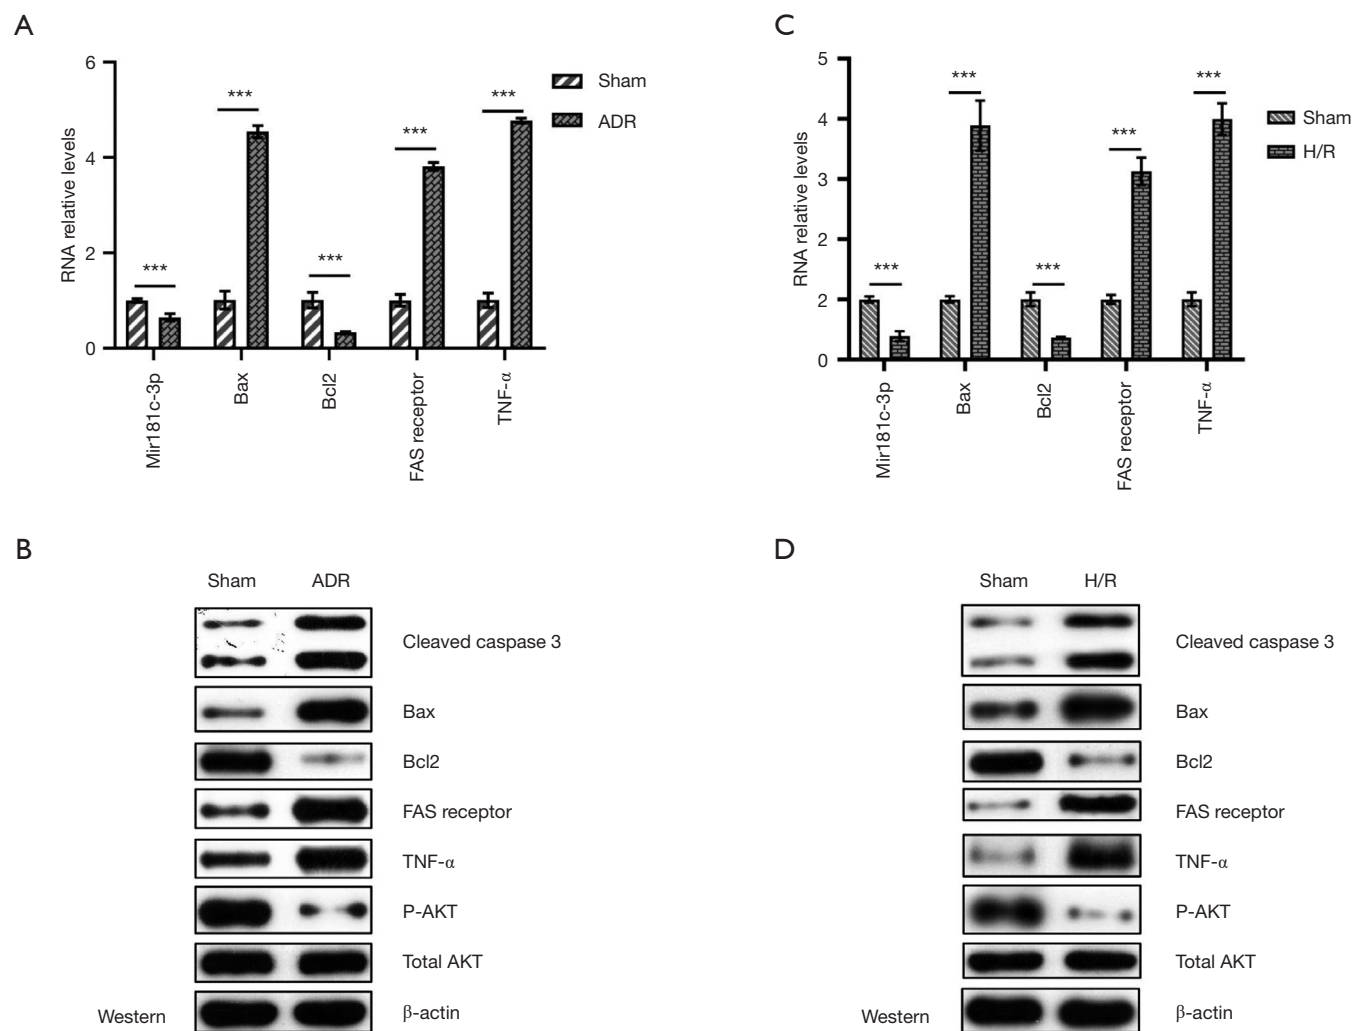 A
6
4
2
0
RNA relative levels
***
***
***
***
***
Sham
ADR
Mir181c-3p
Bax
Bcl2
FAS receptor
TNF-α
C
5
4
3
2
2
0
RNA relative levels
***
***
***
***
***
Sham
H/R
Mir181c-3p
Bax
Bcl2
FAS receptor
TNF-α
B
Sham ADR
Cleaved caspase 3
Bax
Bcl2
FAS receptor
TNF-α
P-AKT
Total AKT
β-actin
Western
D
Sham H/R
Cleaved caspase 3
Bax
Bcl2
FAS receptor
TNF-α
P-AKT
Total AKT
β-actin
Western